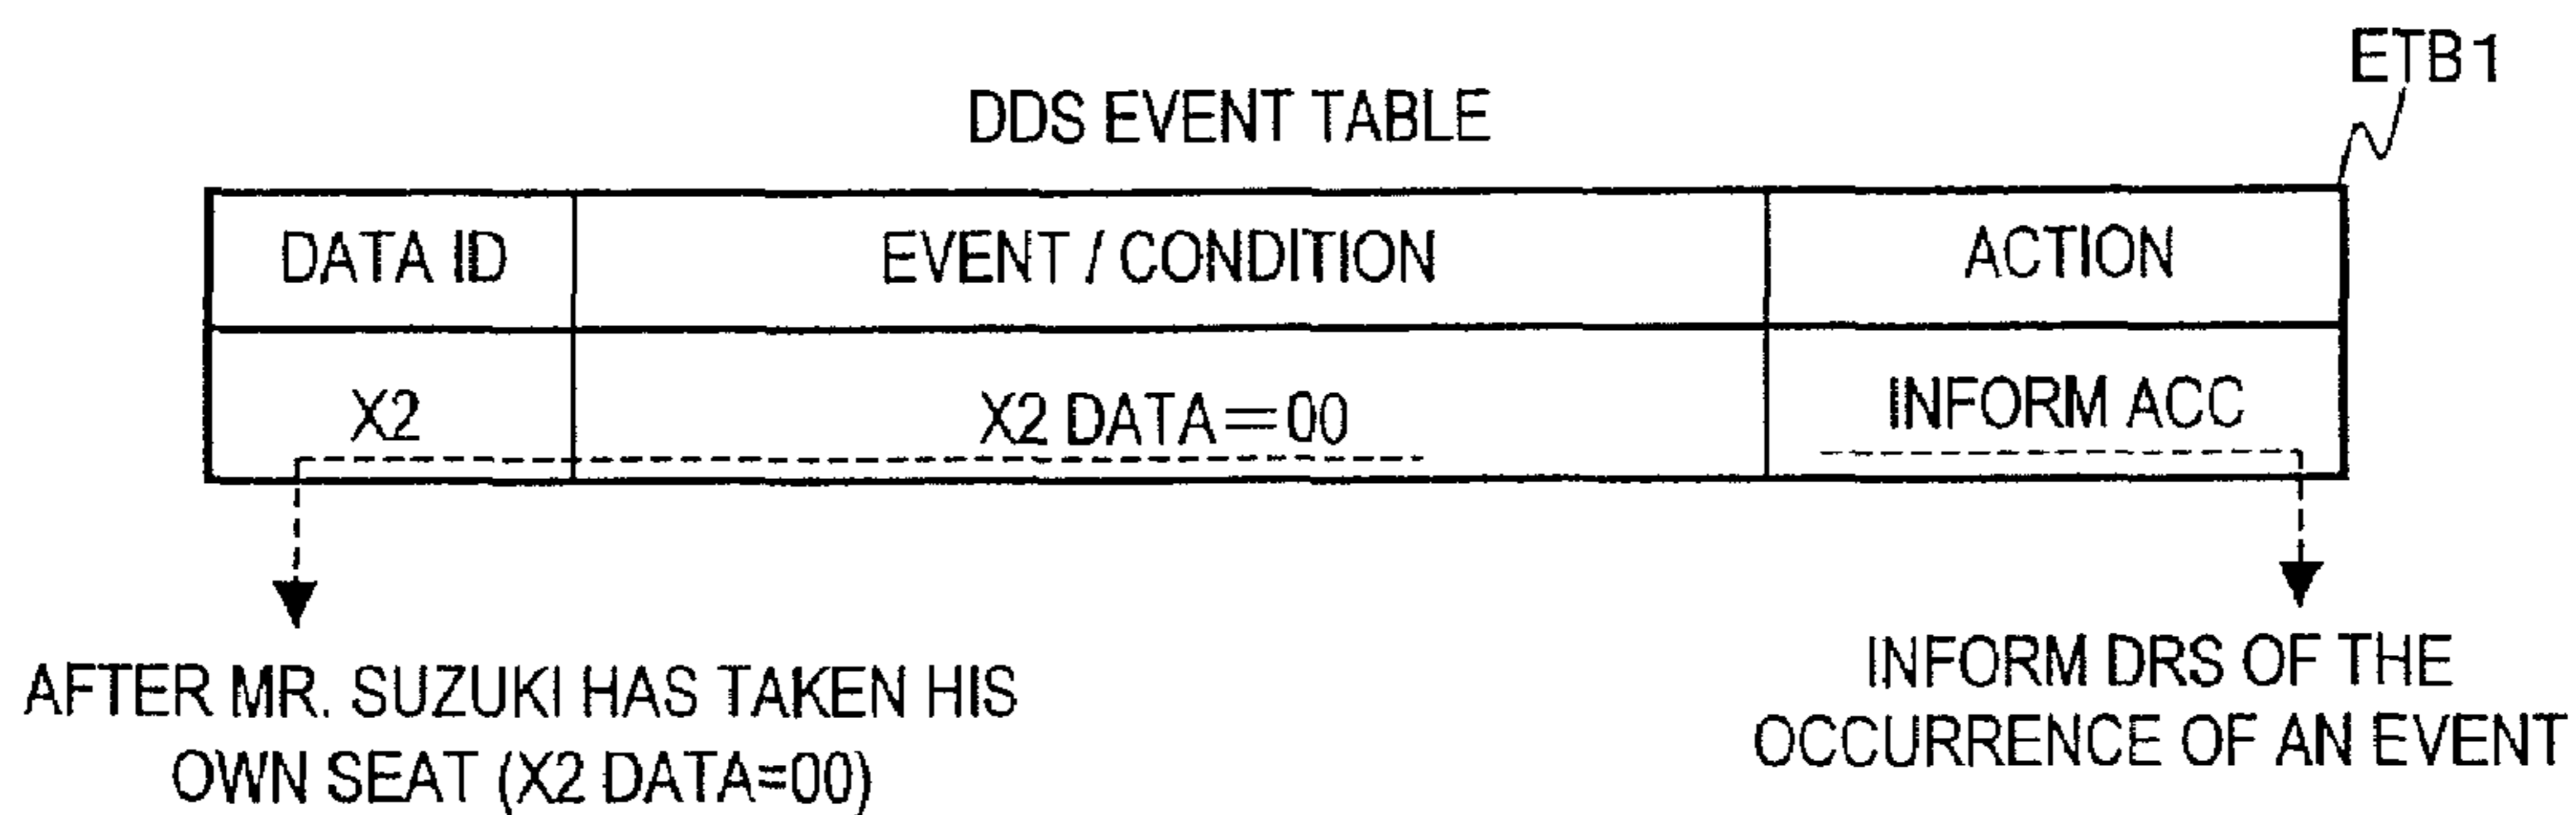 ETB1
DDS EVENT TABLE
DATA ID
EVENT / CONDITION
ACTION
X2
X2 DATA=00
INFORM ACC
AFTER MR. SUZUKI HAS TAKEN HIS
OWN SEAT (X2 DATA=00)
INFORM DRS OF THE
OCCURRENCE OF AN EVENT